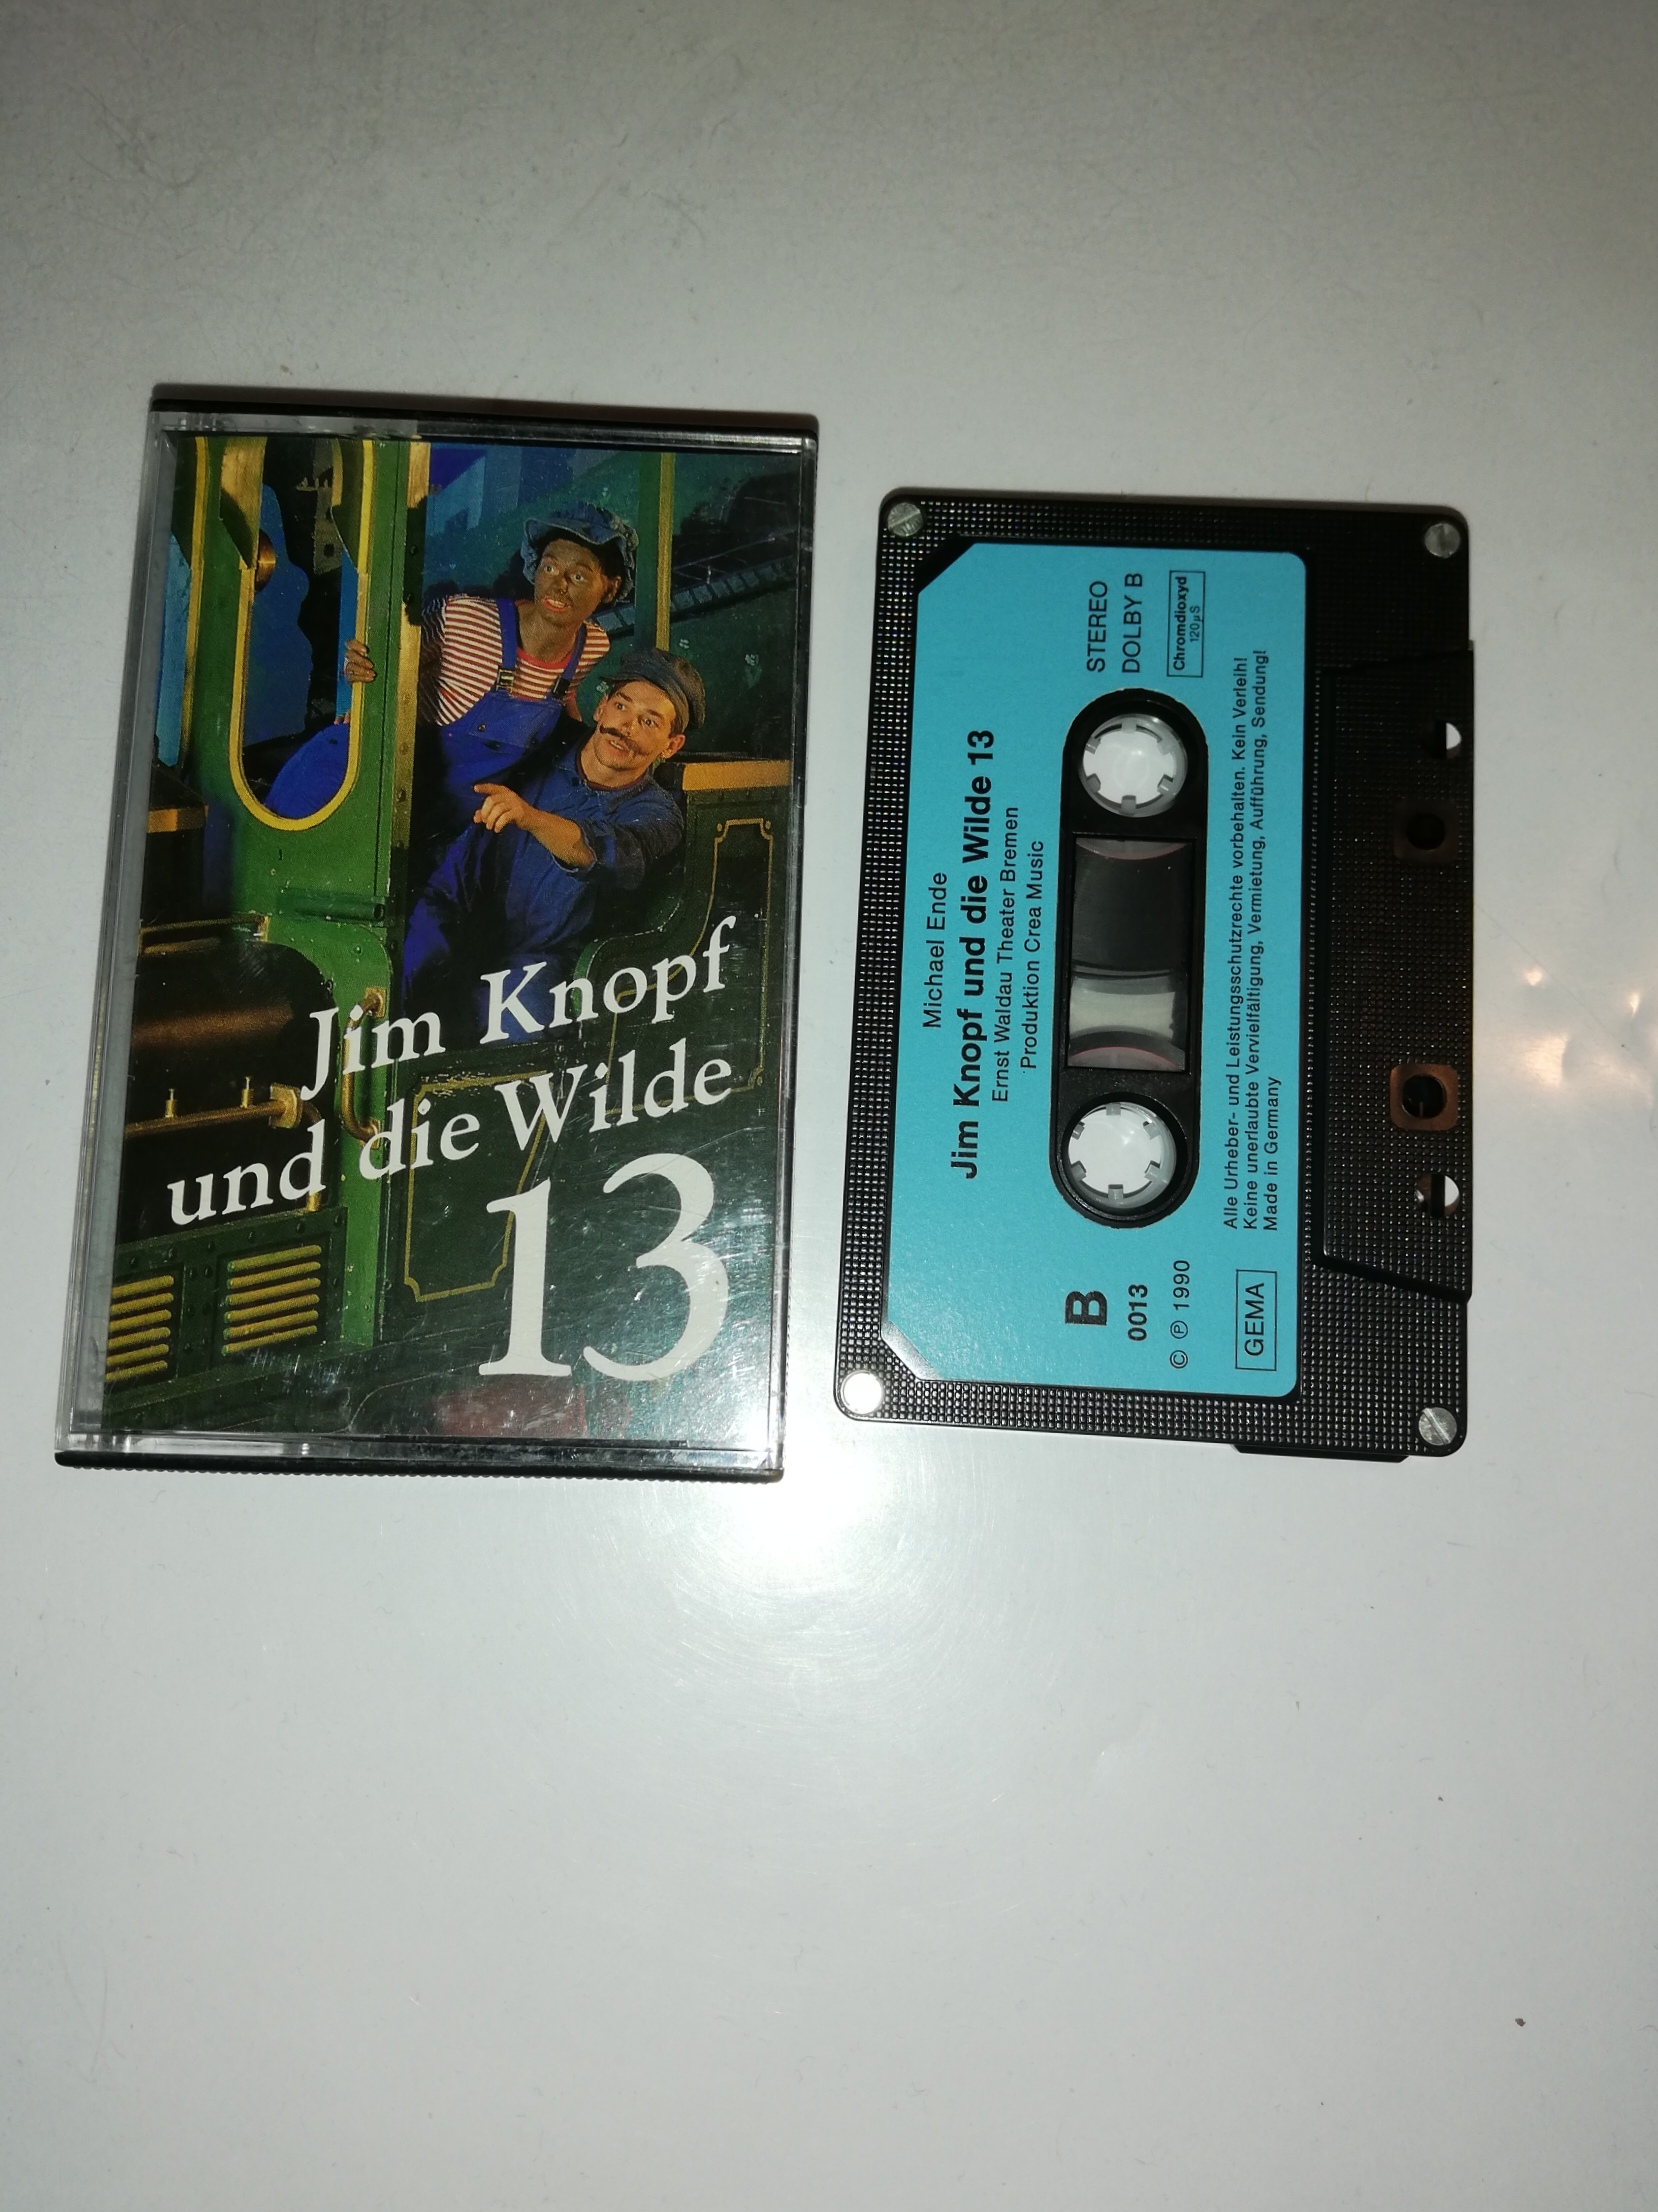 Jim Knopf
und die Wilde
13
Michael Ende
Jim Knopf und die Wilde 13
Ernst Waldau Theater Bremen
Produktion Crea Music
B
0013
© ℗ 1990
GEMA
STEREO
DOLBY B
Chromdioxyd
120µS
Alle Urheber- und Leistungsschutzrechte vorbehalten. Kein Verleih!
Keine unerlaubte Vervielfältigung, Vermietung, Aufführung, Sendung!
Made in Germany